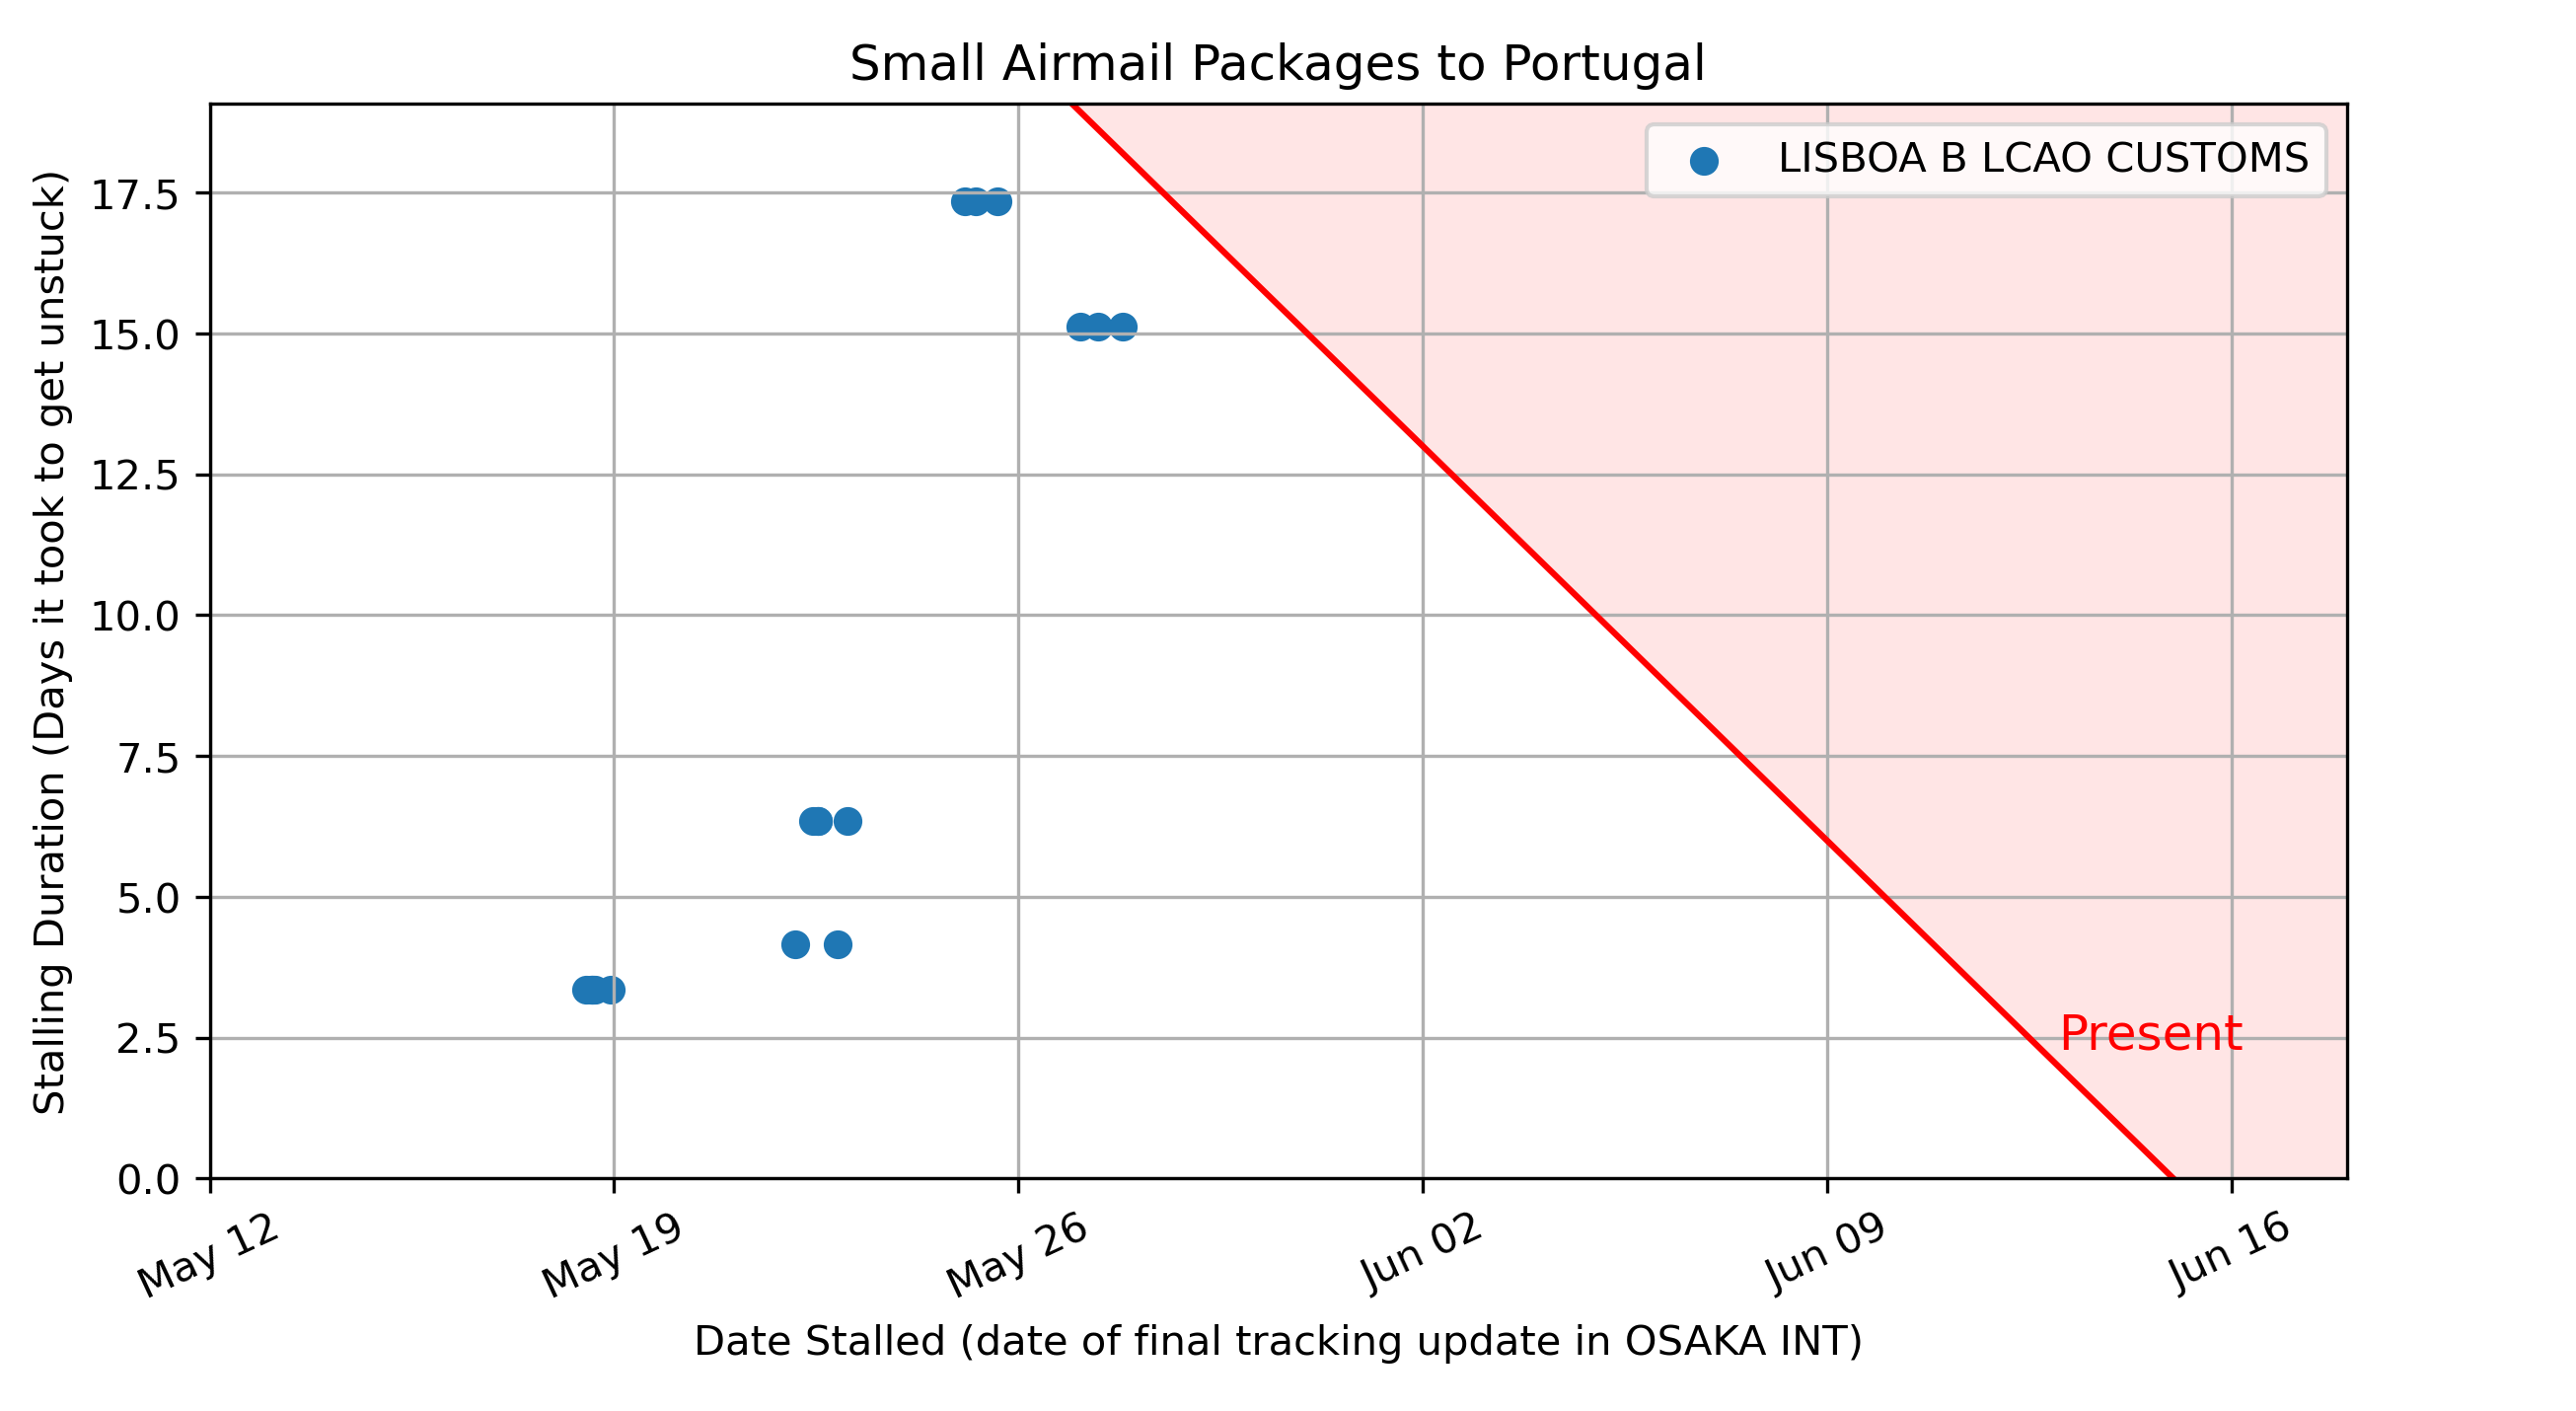 Small Airmail Packages to Portugal
LISBOA B LCAO CUSTOMS
Stalling Duration (Days it took to get unstuck)
17.5
15.0
12.5
10.0
7.5
5.0
2.5
0.0
Present
May 12
May 19
May 26
Jun 02
Jun 09
Jun 16
Date Stalled (date of final tracking update in OSAKA INT)